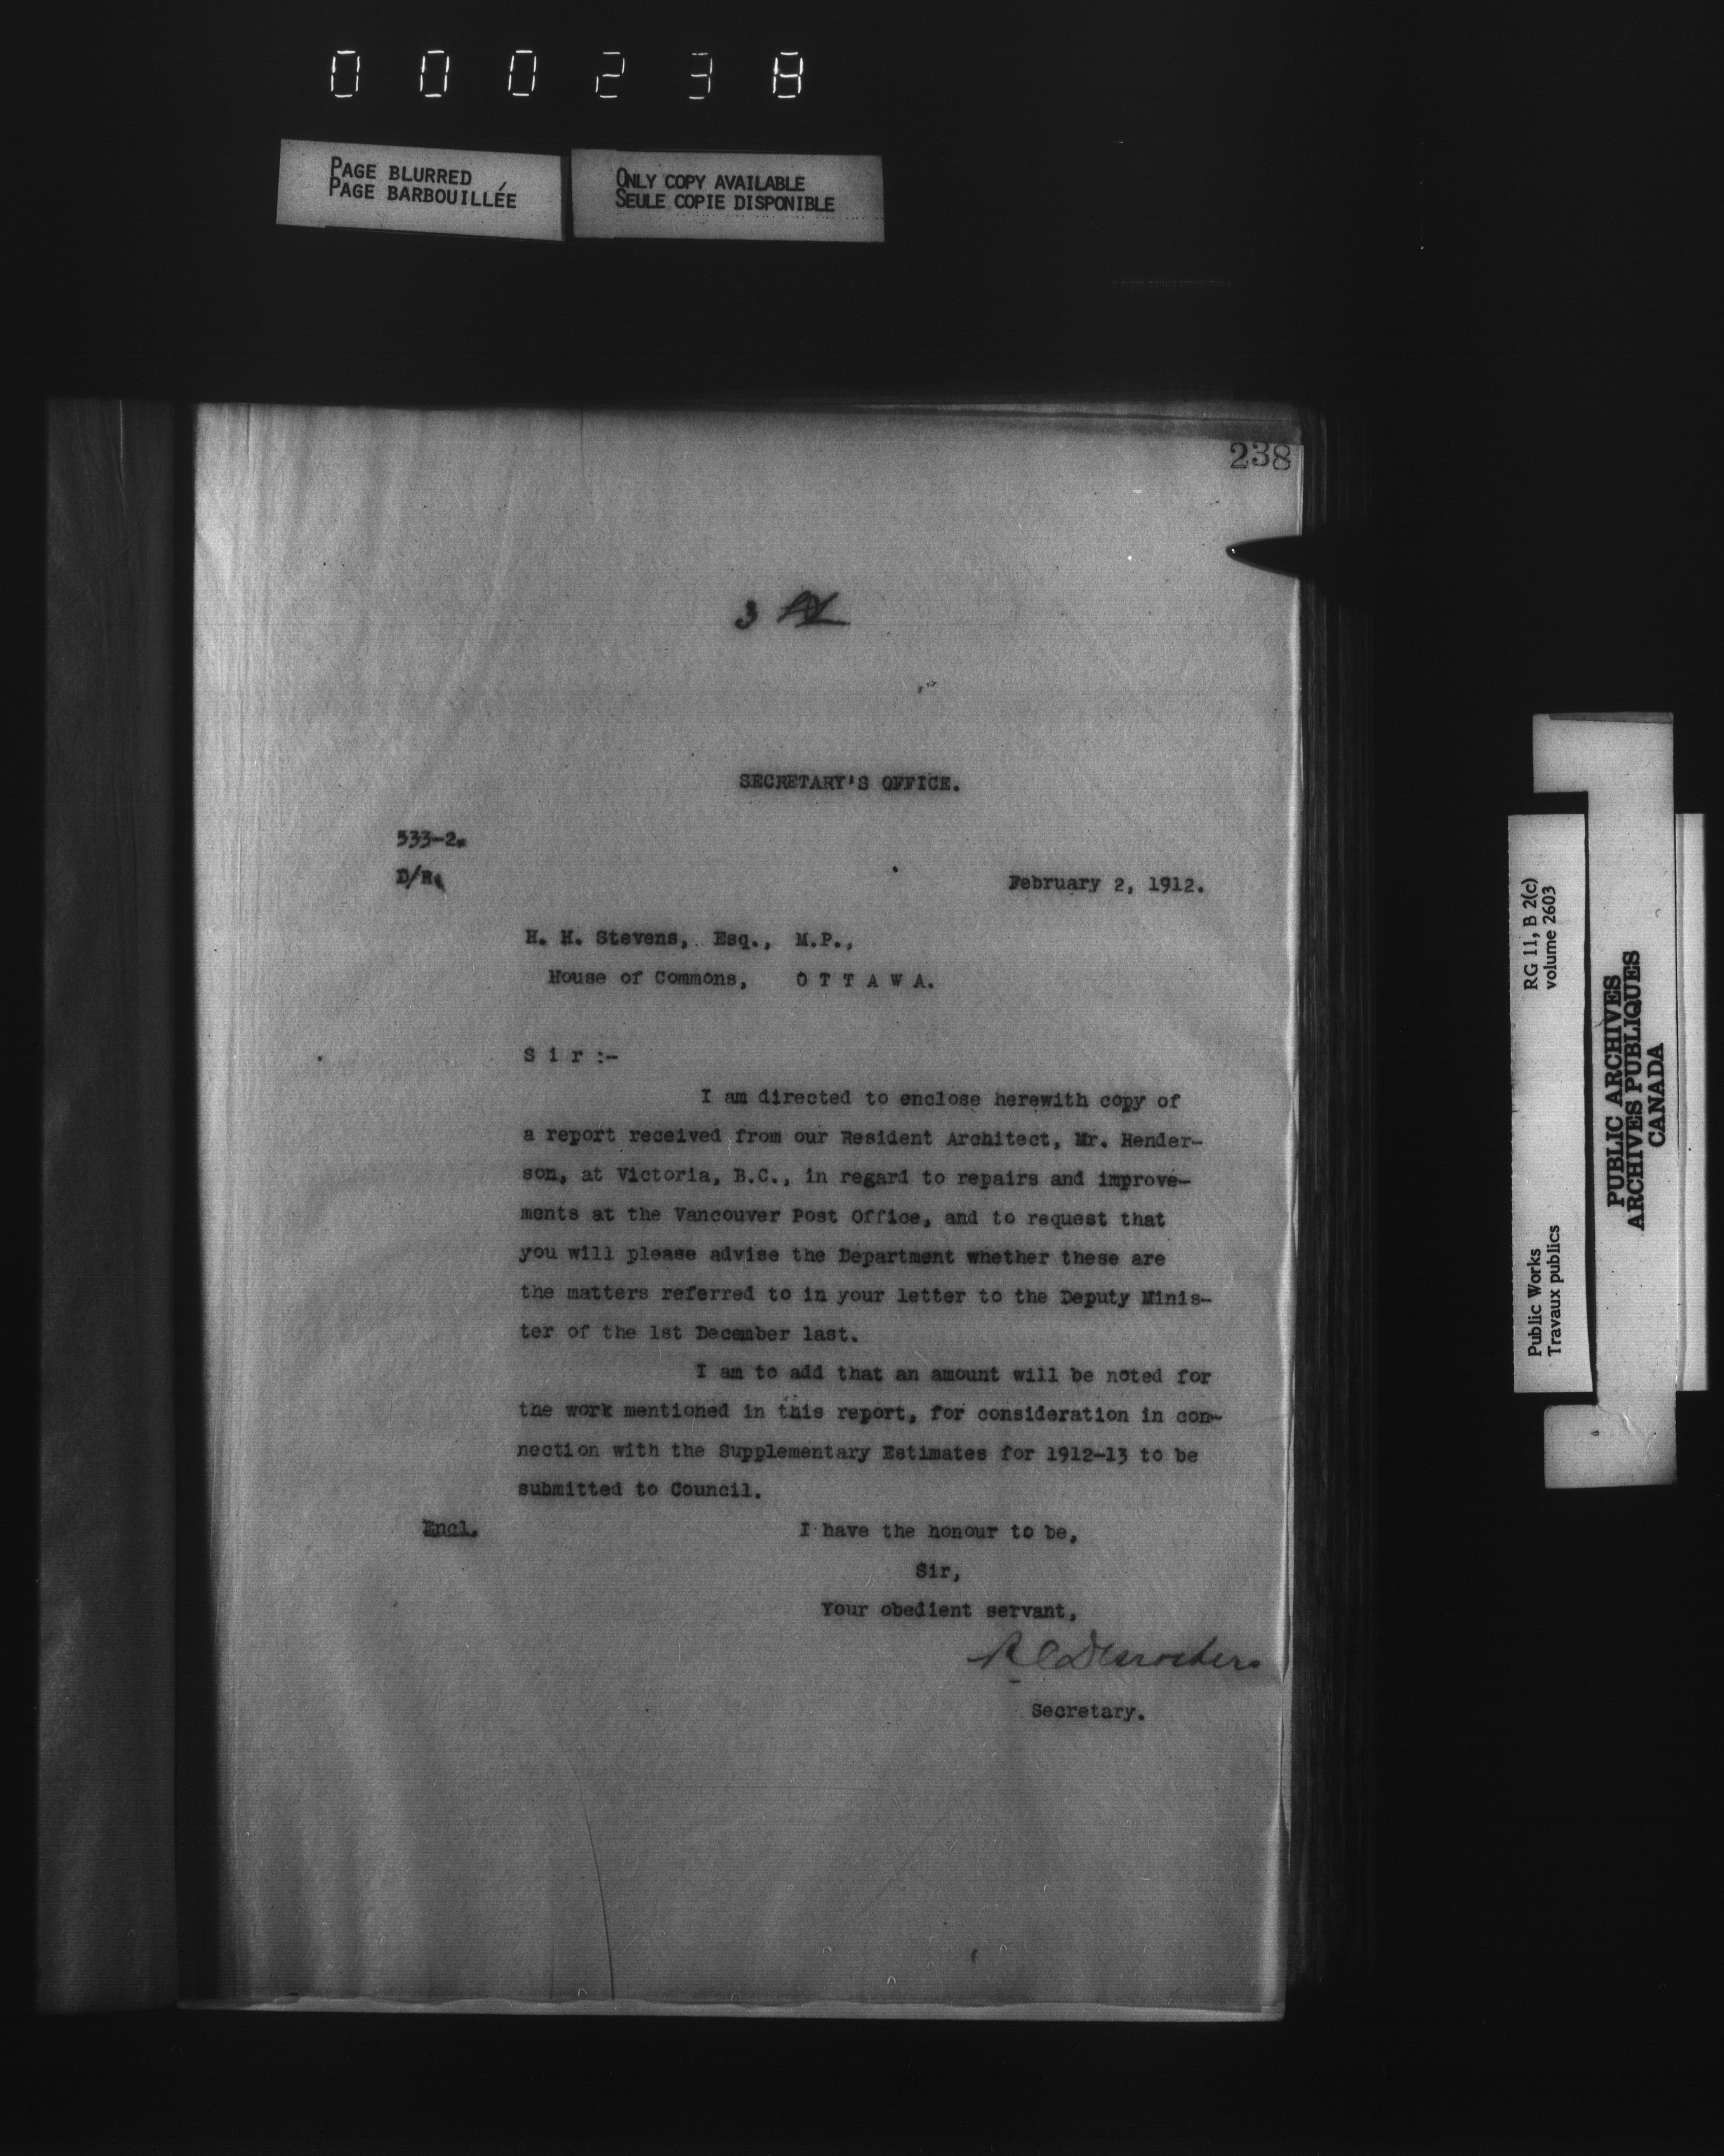 000238
PAGE BLURRED
PAGE BARBOUILLÉE
ONLY COPY AVAILABLE
SEULE COPIE DISPONIBLE
238
3
SECRETARY'S OFFICE.
533-2.
D/R.
February 2, 1912.
H. H. Stevens, Esq., M.P.,
House of Commons, O T T A W A.
S i r :-
I am directed to enclose herewith copy of
a report received from our Resident Architect, Mr. Hender-
son, at Victoria, B.C., in regard to repairs and improve-
ments at the Vancouver Post Office, and to request that
you will please advise the Department whether these are
the matters referred to in your letter to the Deputy Minis-
ter of the 1st December last.
I am to add that an amount will be noted for
the work mentioned in this report, for consideration in con-
nection with the Supplementary Estimates for 1912-13 to be
submitted to Council.
Encl.
I have the honour to be,
Sir,
Your obedient servant,
R C Desrochers
Secretary.
RG 11, B 2(c)
volume 2603
Public Works
Travaux publics
PUBLIC ARCHIVES
ARCHIVES PUBLIQUES
CANADA